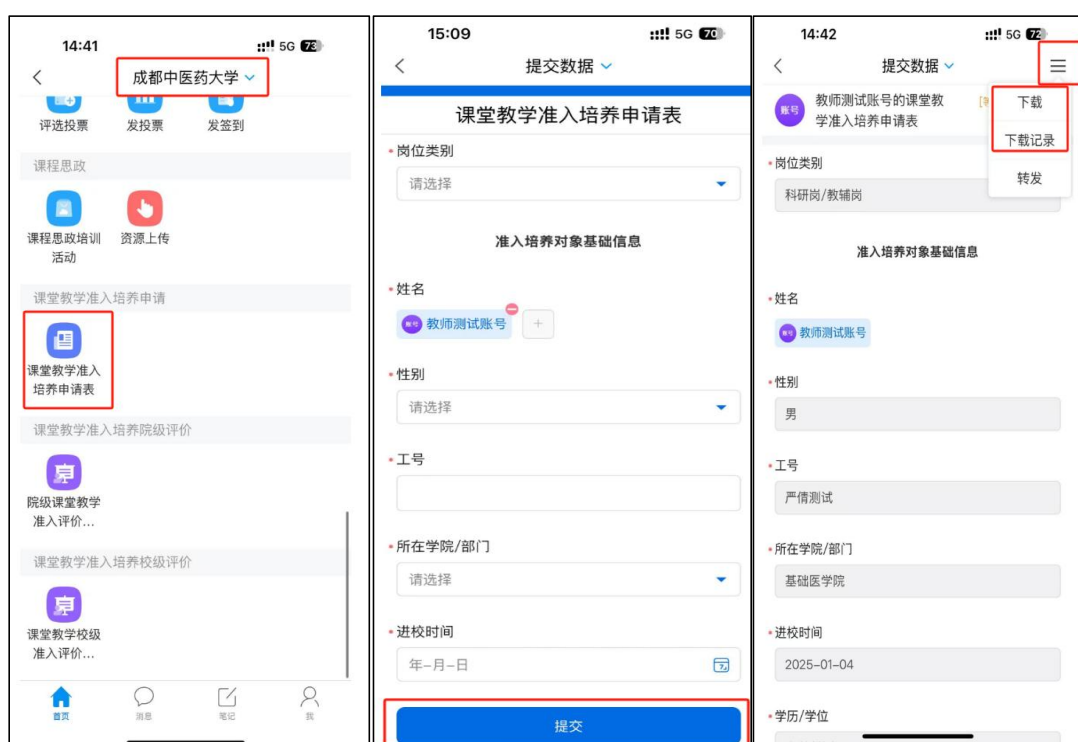 14:41
5G 73
成都中医药大学
评选投票 发投票 发签到
课程思政
课程思政培训 资源上传
活动
课堂教学准入培养申请
课堂教学准入
培养申请表
课堂教学准入培养院级评价
院级课堂教学
准入评价...
课堂教学准入培养校级评价
课堂教学校级
准入评价...
首页 消息 笔记 我
15:09
5G 70
提交数据
课堂教学准入培养申请表
*岗位类别
请选择
准入培养对象基础信息
*姓名
账号 教师测试账号 +
*性别
请选择
*工号
*所在学院/部门
请选择
*进校时间
年-月-日
提交
14:42
5G 72
提交数据
账号 教师测试账号的课堂教
学准入培养申请表
下载
下载记录
转发
*岗位类别
科研岗/教辅岗
准入培养对象基础信息
*姓名
账号 教师测试账号
*性别
男
*工号
严倩测试
*所在学院/部门
基础医学院
*进校时间
2025-01-04
*学历/学位